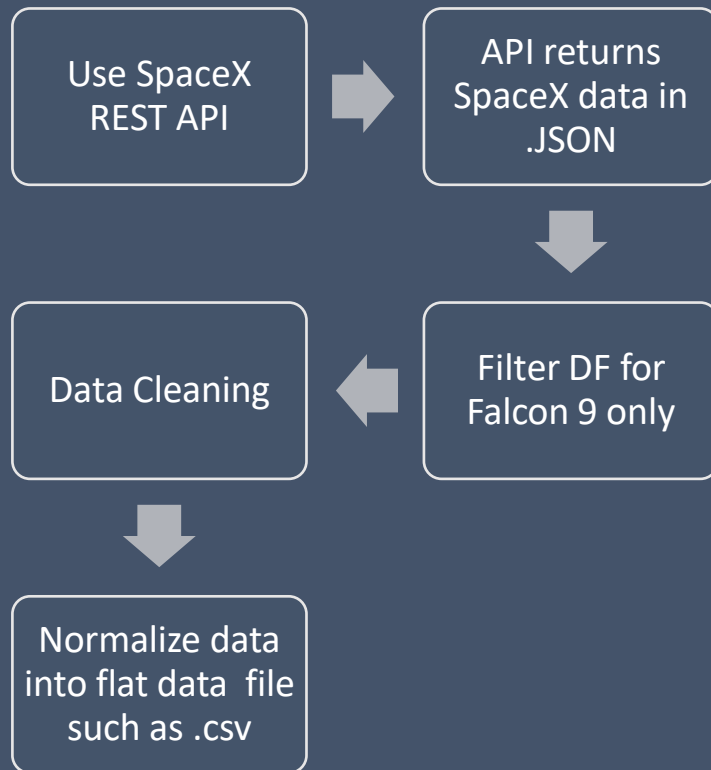 Use SpaceX
REST API
API returns
SpaceX data in
.JSON
Filter DF for
Falcon 9 only
Data Cleaning
Normalize data
into flat data  file
such as .csv